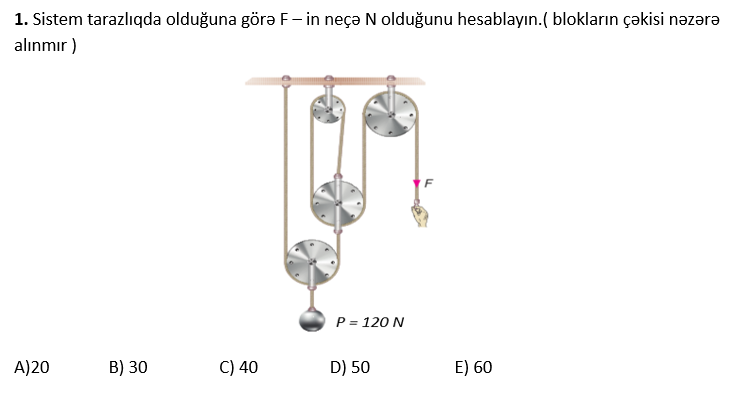 1. Sistem tarazlıqda olduğuna görə F – in neçə N olduğunu hesablayın.( blokların çəkisi nəzərə
alınmır )
F
P = 120 N
A)20 B) 30 C) 40 D) 50 E) 60